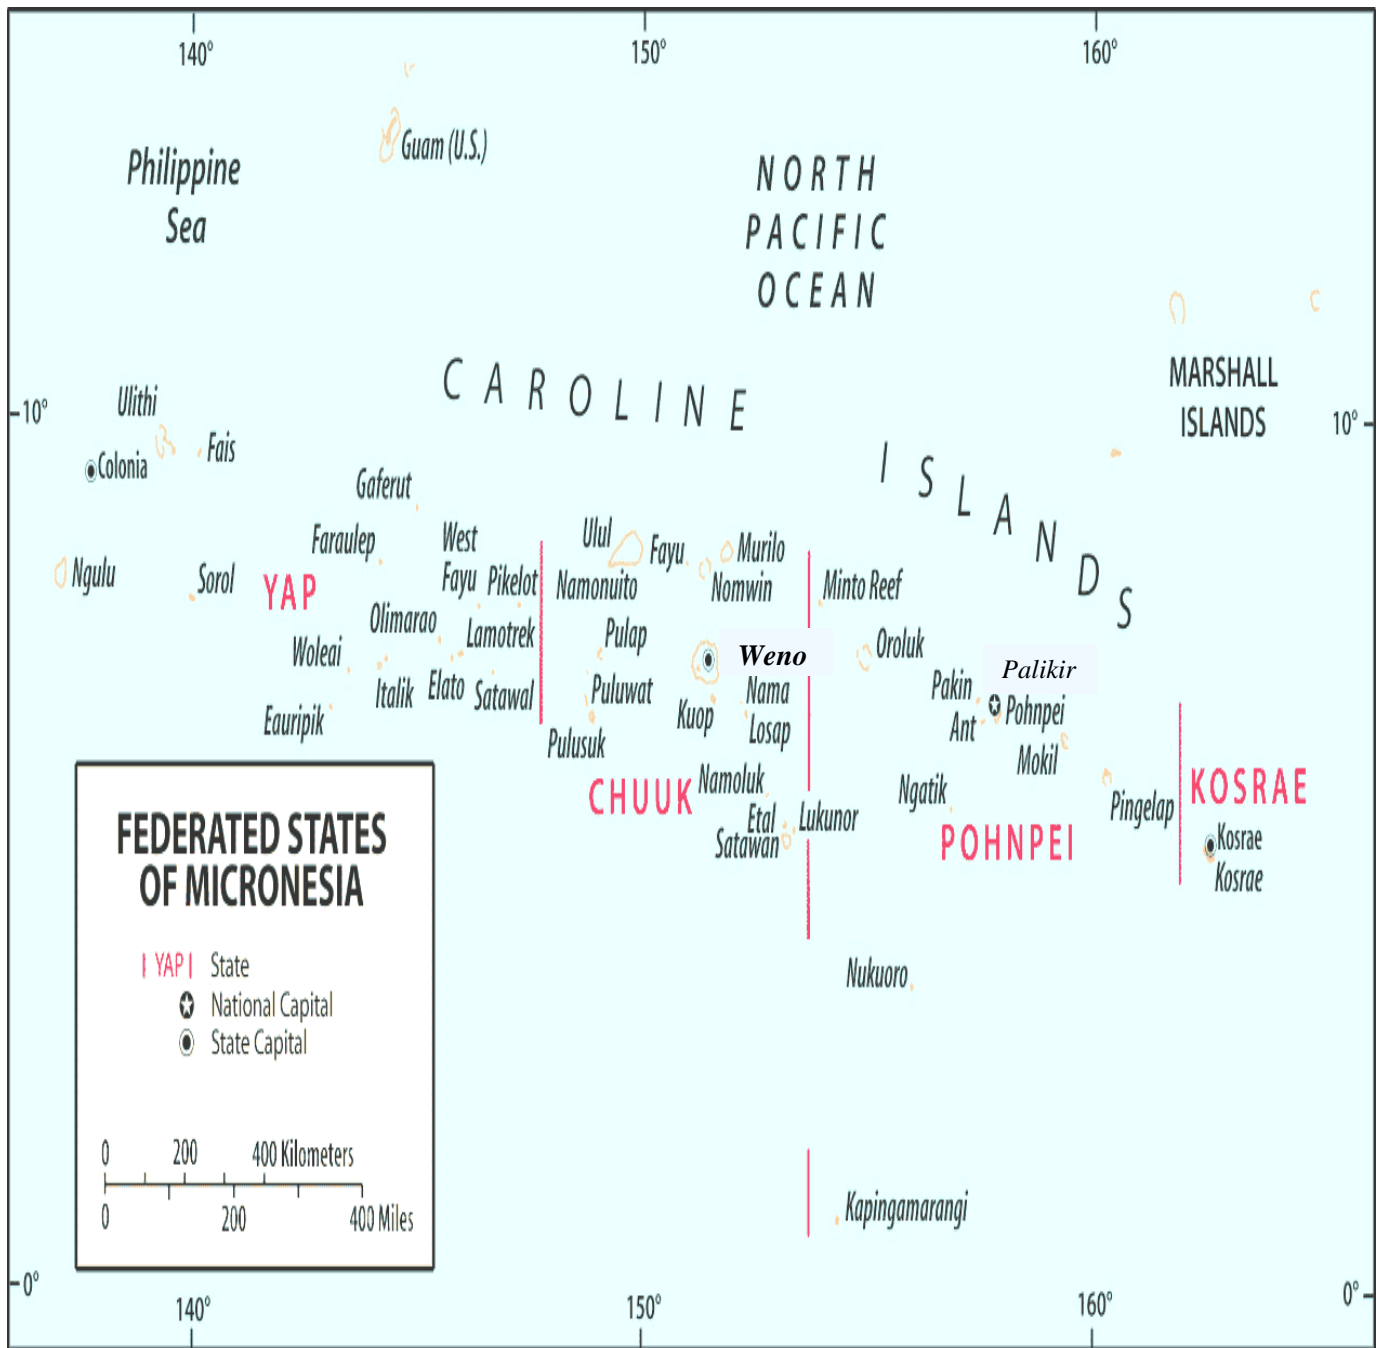 140°
150°
160°
Guam (U.S.)
Philippine
Sea
NORTH
PACIFIC
OCEAN
CAROLINE
ISLANDS
MARSHALL
ISLANDS
10°
10°
Ulithi
Fais
Colonia
Gaferut
Faraulep
West
Fayu
Pikelot
Ulul
Fayu
Murilo
Ngulu
Sorol
YAP
Namonuito
Nomwin
Minto Reef
Olimarao
Lamotrek
Pulap
Weno
Oroluk
Woleai
Palikir
Italik
Elato
Satawal
Puluwat
Nama
Pakin
Eauripik
Kuop
Losap
Ant
Pohnpei
Pulusuk
Mokil
CHUUK
Namoluk
Ngatik
Pingelap
KOSRAE
Etal
Lukunor
Satawan
POHNPEI
Kosrae
Kosrae
FEDERATED STATES
OF MICRONESIA
YAP State
National Capital
State Capital
Nukuoro
0 200 400 Kilometers
0 200 400 Miles
Kapingamarangi
0°
0°
140°
150°
160°